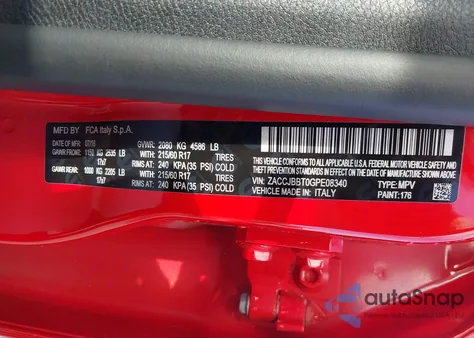 MFD BY FCA Italy S.p.A.
DATE OF MFR: 07/15 GVWR: 2080 KG 4586 LB
GAWR FRONT: 1150 KG 2535 LB WITH: 215/60 R17 TIRES
17x7 RIMS AT: 240 KPA (35 PSI) COLD
GAWR REAR: 1000 KG 2205 LB WITH: 215/60 R17 TIRES
17x7 RIMS AT: 240 KPA (35 PSI) COLD
THIS VEHICLE CONFORMS TO ALL APPLICABLE
FEDERAL MOTOR VEHICLE SAFETY,
BUMPER, AND THEFT PREVENTION STANDARDS IN
EFFECT ON THE DATE OF MANUFACTURE SHOWN ABOVE.
VIN: ZACCJBBT0GPE08340 TYPE: MPV
VEHICLE MADE IN: ITALY PAINT: 176
autoSnap